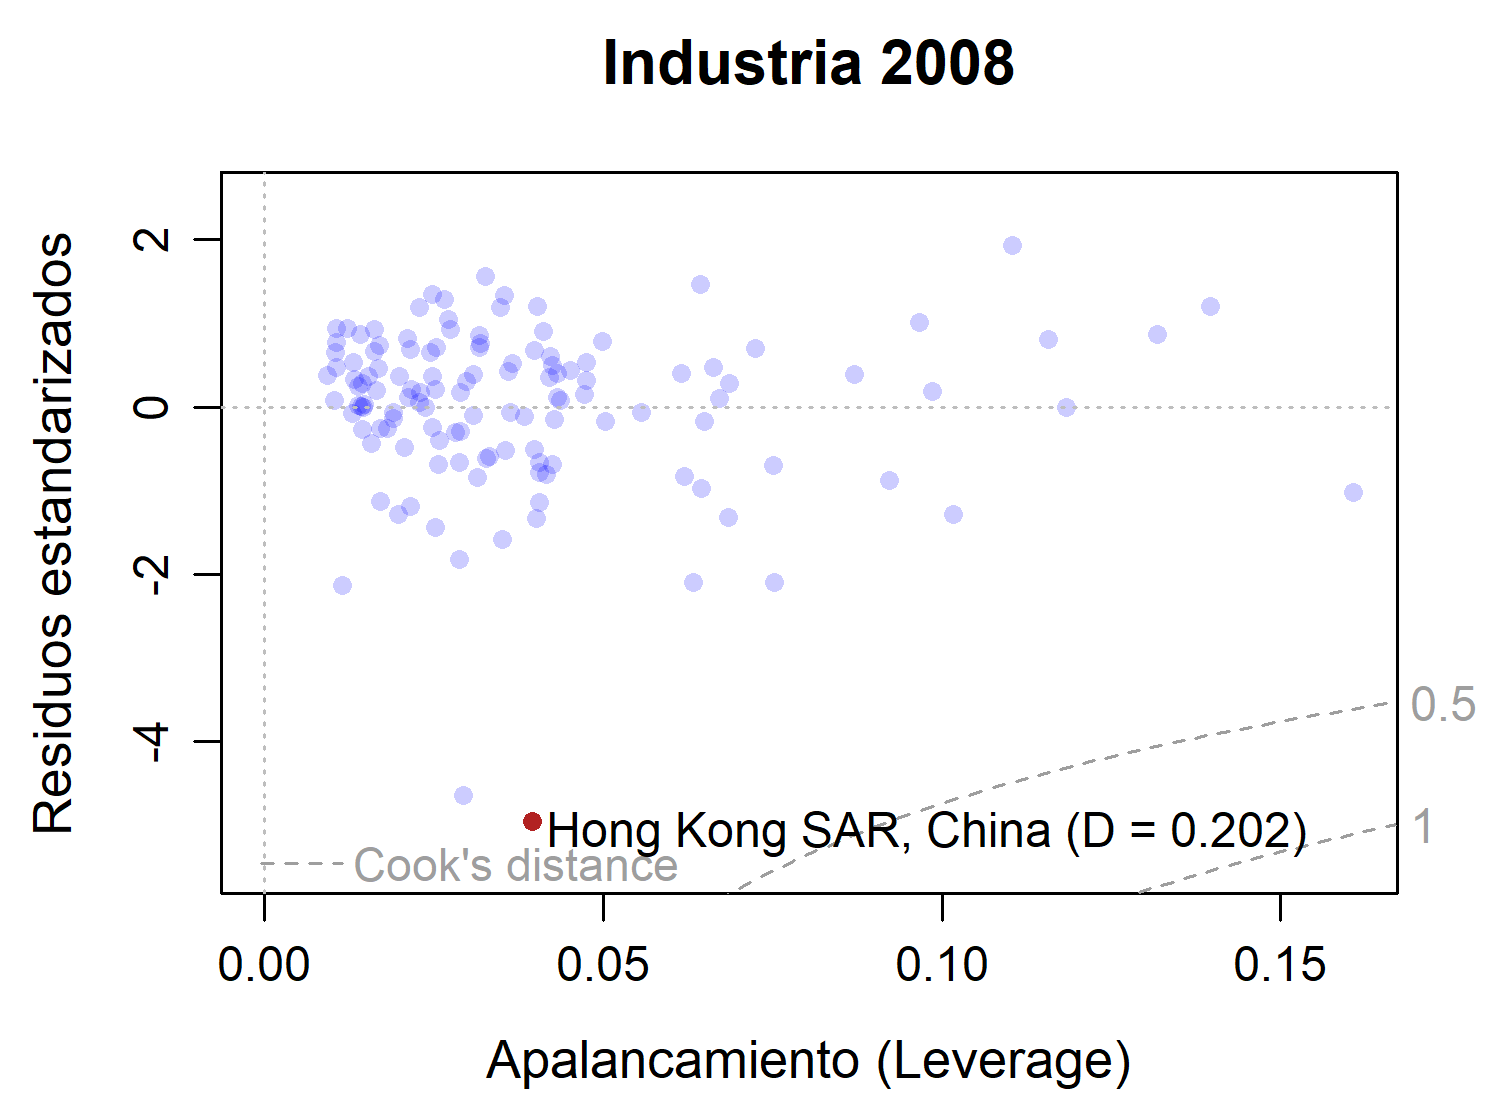 Industria 2008
Residuos estandarizados
2
0
-2
-4
0.5
1
Hong Kong SAR, China (D = 0.202)
Cook's distance
0.00
0.05
0.10
0.15
Apalancamiento (Leverage)